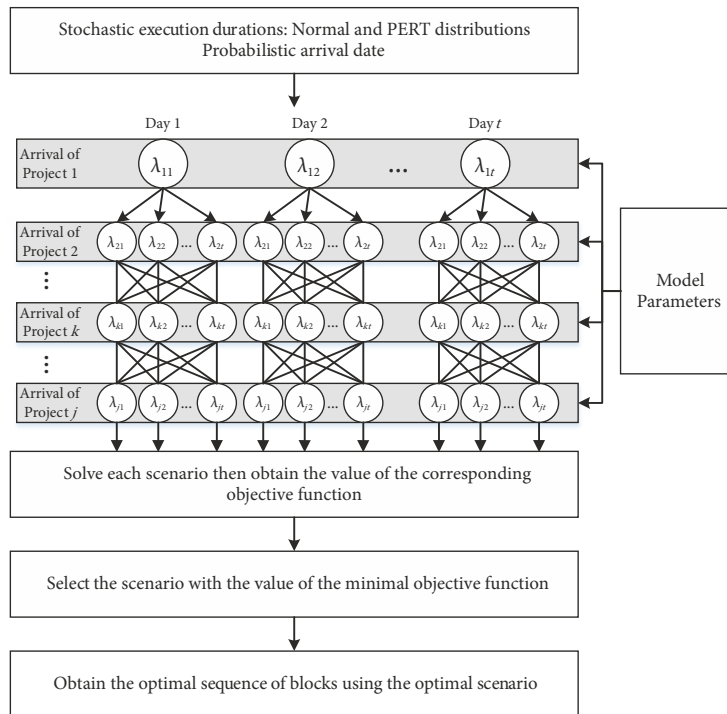 Stochastic execution durations: Normal and PERT distributions
Probabilistic arrival date
Day 1 Day 2 Day t
Arrival of
Project 1
λ11 λ12 ... λ1t
Arrival of
Project 2
λ21 λ22 ... λ2t λ21 λ22 ... λ2t λ21 λ22 ... λ2t
...
Arrival of
Project k
λk1 λk2 ... λkt λk1 λk2 ... λkt λk1 λk2 ... λkt
...
Arrival of
Project j
λj1 λj2 ... λjt λj1 λj2 ... λjt λj1 λj2 ... λjt
Model
Parameters
Solve each scenario then obtain the value of the corresponding
objective function
Select the scenario with the value of the minimal objective function
Obtain the optimal sequence of blocks using the optimal scenario